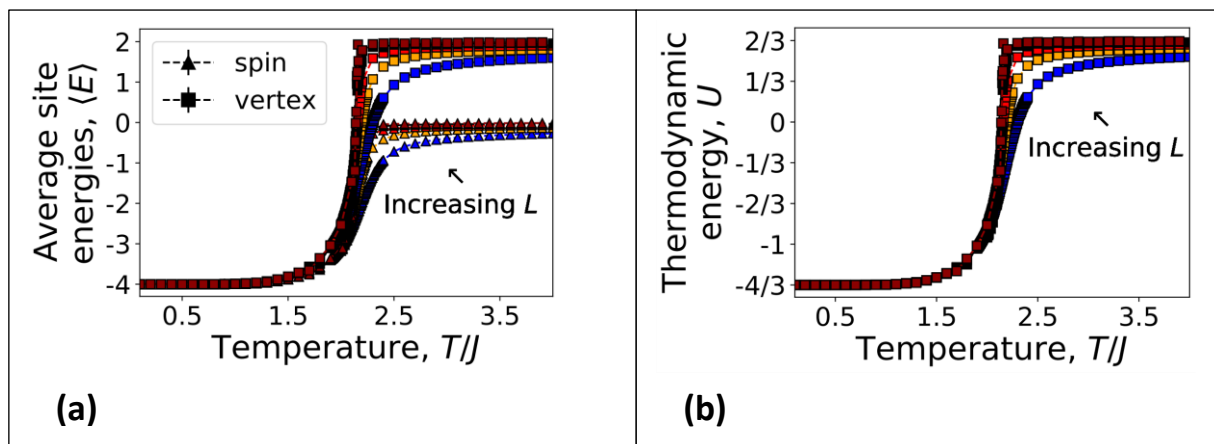 Average site
energies, ⟨E⟩
2
1
0
-1
-2
-3
-4
spin
vertex
Increasing L
0.5 1.5 2.5 3.5
Temperature, T/J
(a)
Thermodynamic
energy, U
2/3
1/3
0
-1/3
-2/3
-1
-4/3
Increasing L
0.5 1.5 2.5 3.5
Temperature, T/J
(b)